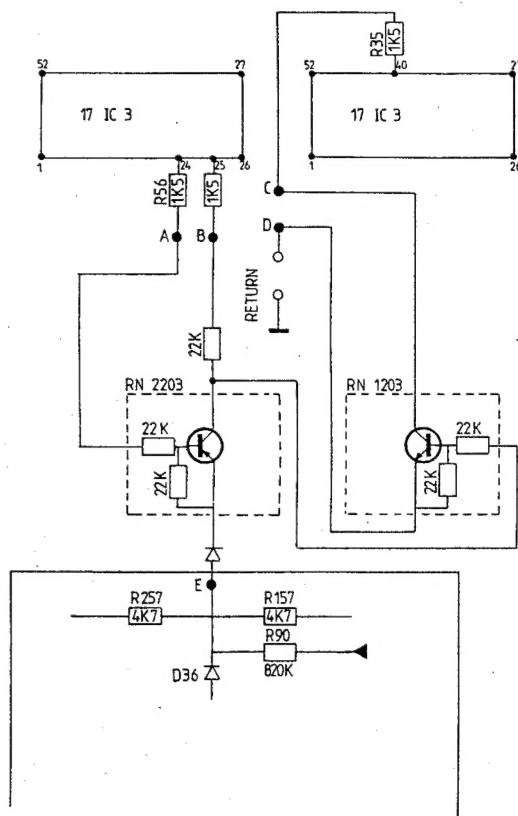 R35
1K5
52
27
52
40
17 IC 3
17 IC 3
1
24
25
26
1
R56
1K5
1K5
C
A
B
D
RETURN
22K
RN 2203
RN 1203
22K
22K
22K
22K
E
R257
R157
4K7
4K7
R90
D36
820K